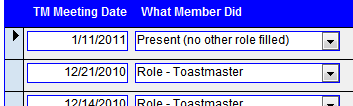 TM Meeting Date What Member Did
1/11/2011 Present (no other role filled)
12/21/2010 Role - Toastmaster
12/14/2010 Role - Toastmaster